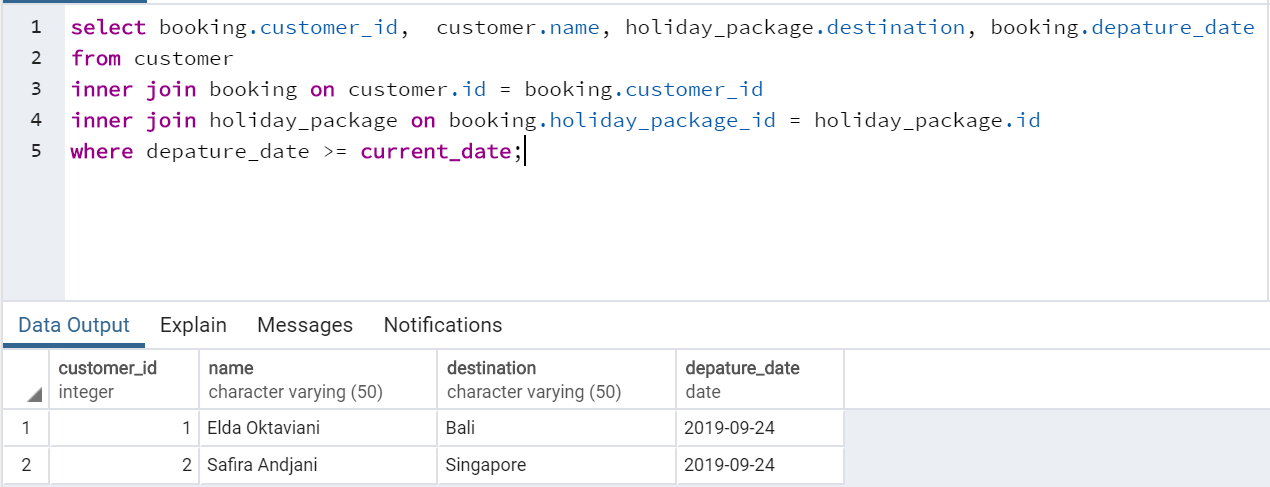 1 select booking.customer_id,  customer.name, holiday_package.destination, booking.depature_date
2 from customer
3 inner join booking on customer.id = booking.customer_id
4 inner join holiday_package on booking.holiday_package_id = holiday_package.id
5 where depature_date >= current_date;
Data Output Explain Messages Notifications
customer_id name destination depature_date
integer character varying (50) character varying (50) date
1 1 Elda Oktaviani Bali 2019-09-24
2 2 Safira Andjani Singapore 2019-09-24